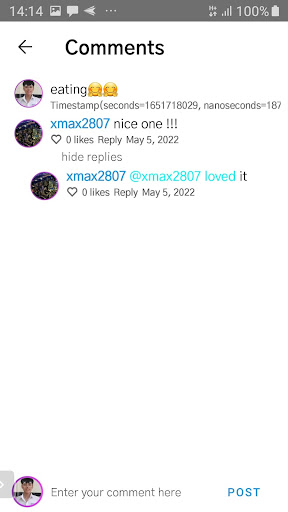 14:14
100%
Comments
eating🤗🤗
Timestamp(seconds=1651718029, nanoseconds=187
xmax2807 nice one !!!
0 likes Reply May 5, 2022
hide replies
xmax2807 @xmax2807 loved it
0 likes Reply May 5, 2022
Enter your comment here
POST